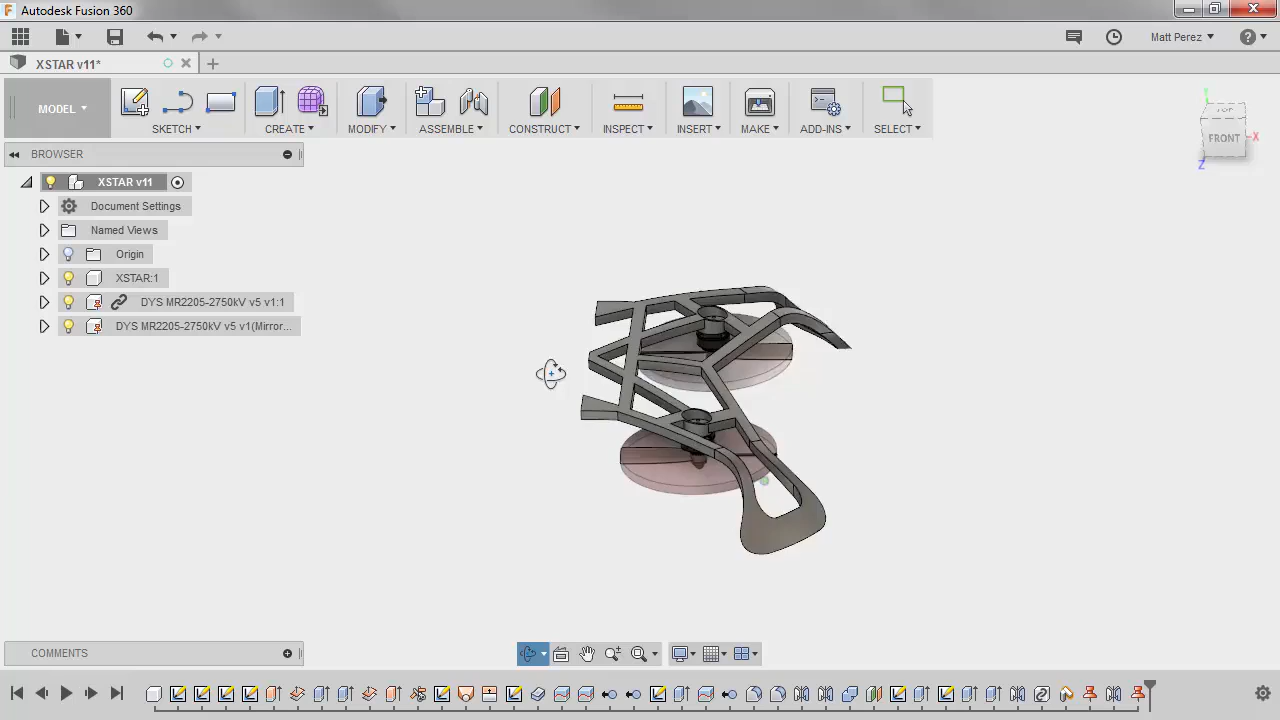 Autodesk Fusion 360
Matt Perez
XSTAR v11*
MODEL
SKETCH
CREATE
MODIFY
ASSEMBLE
CONSTRUCT
INSPECT
INSERT
MAKE
ADD-INS
SELECT
TOP
FRONT
X
Z
BROWSER
XSTAR v11
Document Settings
Named Views
Origin
XSTAR:1
DYS MR2205-2750kV v5 v1:1
DYS MR2205-2750kV v5 v1(Mirror...
COMMENTS